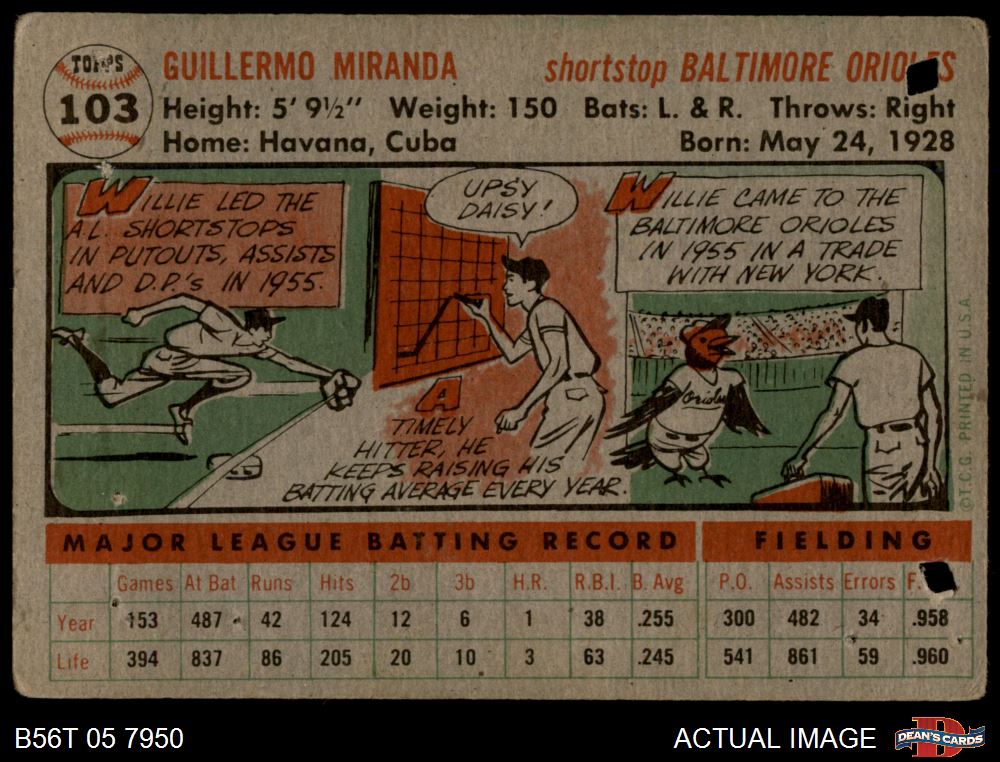 TOPPS
103
GUILLERMO MIRANDA shortstop BALTIMORE ORIOLES
Height: 5' 9½" Weight: 150 Bats: L. & R. Throws: Right
Home: Havana, Cuba Born: May 24, 1928
WILLIE LED THE
A.L. SHORTSTOPS
IN PUTOUTS, ASSISTS
AND D.P.'s IN 1955.
UPSY
DAISY!
A
TIMELY
HITTER, HE
KEEPS RAISING HIS
BATTING AVERAGE EVERY YEAR.
WILLIE CAME TO THE
BALTIMORE ORIOLES
IN 1955 IN A TRADE
WITH NEW YORK.
Orioles
© T.C.G. PRINTED IN U.S.A.
MAJOR LEAGUE BATTING RECORD FIELDING
Games At Bat Runs Hits 2b 3b H.R. R.B.I. B. Avg P.O. Assists Errors F.
Year 153 487 42 124 12 6 1 38 .255 300 482 34 .958
Life 394 837 86 205 20 10 3 63 .245 541 861 59 .960
B56T 05 7950 ACTUAL IMAGE DEAN'S CARDS